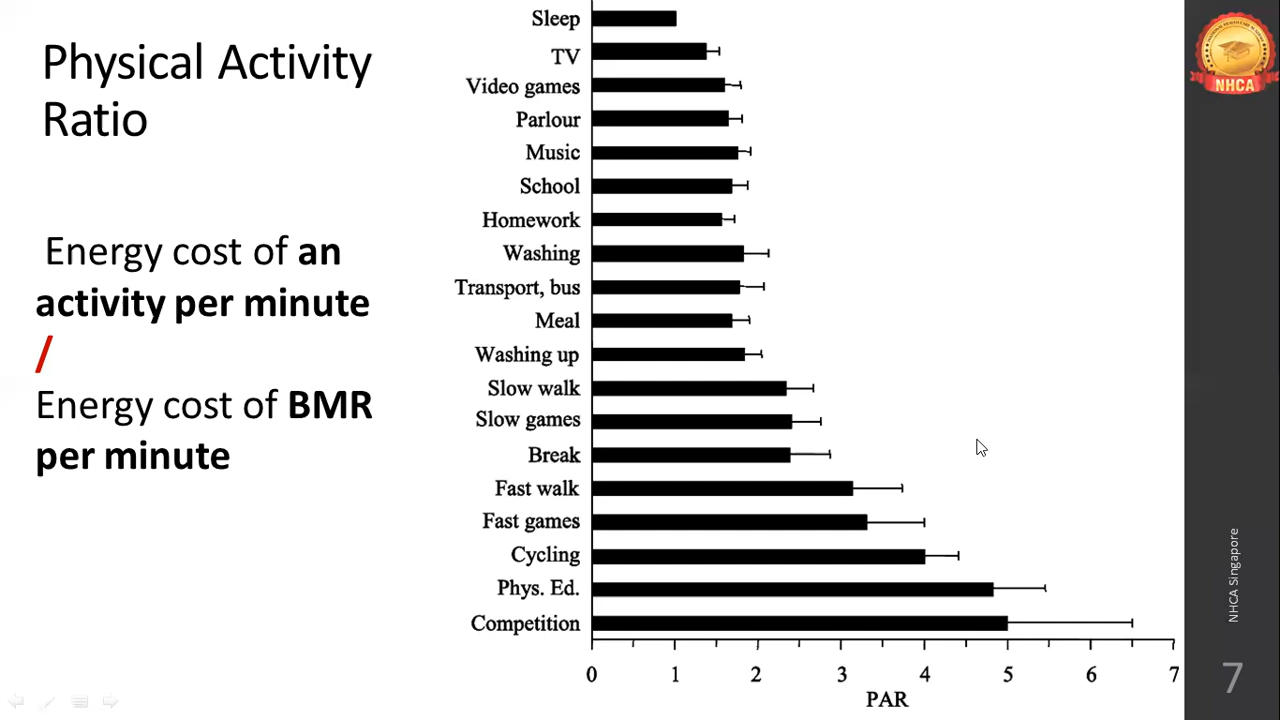 Physical Activity
Ratio
Energy cost of an
activity per minute
/
Energy cost of BMR
per minute
Sleep
TV
Video games
Parlour
Music
School
Homework
Washing
Transport, bus
Meal
Washing up
Slow walk
Slow games
Break
Fast walk
Fast games
Cycling
Phys. Ed.
Competition
0 1 2 3 4 5 6 7
PAR
NHCA
NHCA Singapore
7